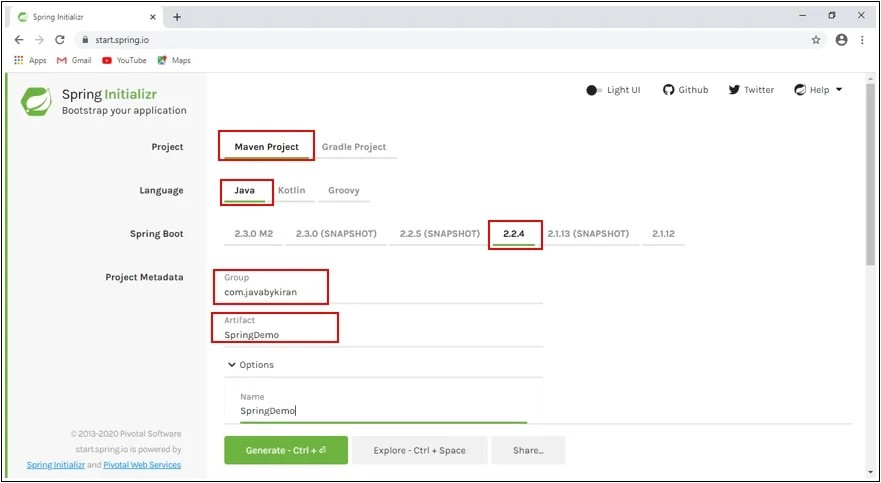 Spring Initializr
start.spring.io
Apps Gmail YouTube Maps
Spring Initializr
Bootstrap your application
Light UI Github Twitter Help
Project Maven Project Gradle Project
Language Java Kotlin Groovy
Spring Boot 2.3.0 M2 2.3.0 (SNAPSHOT) 2.2.5 (SNAPSHOT) 2.2.4 2.1.13 (SNAPSHOT) 2.1.12
Project Metadata
Group
com.javabykiran
Artifact
SpringDemo
Options
Name
SpringDemo
© 2013-2020 Pivotal Software
start.spring.io is powered by
Spring Initializr and Pivotal Web Services
Generate - Ctrl + ⏎ Explore - Ctrl + Space Share...